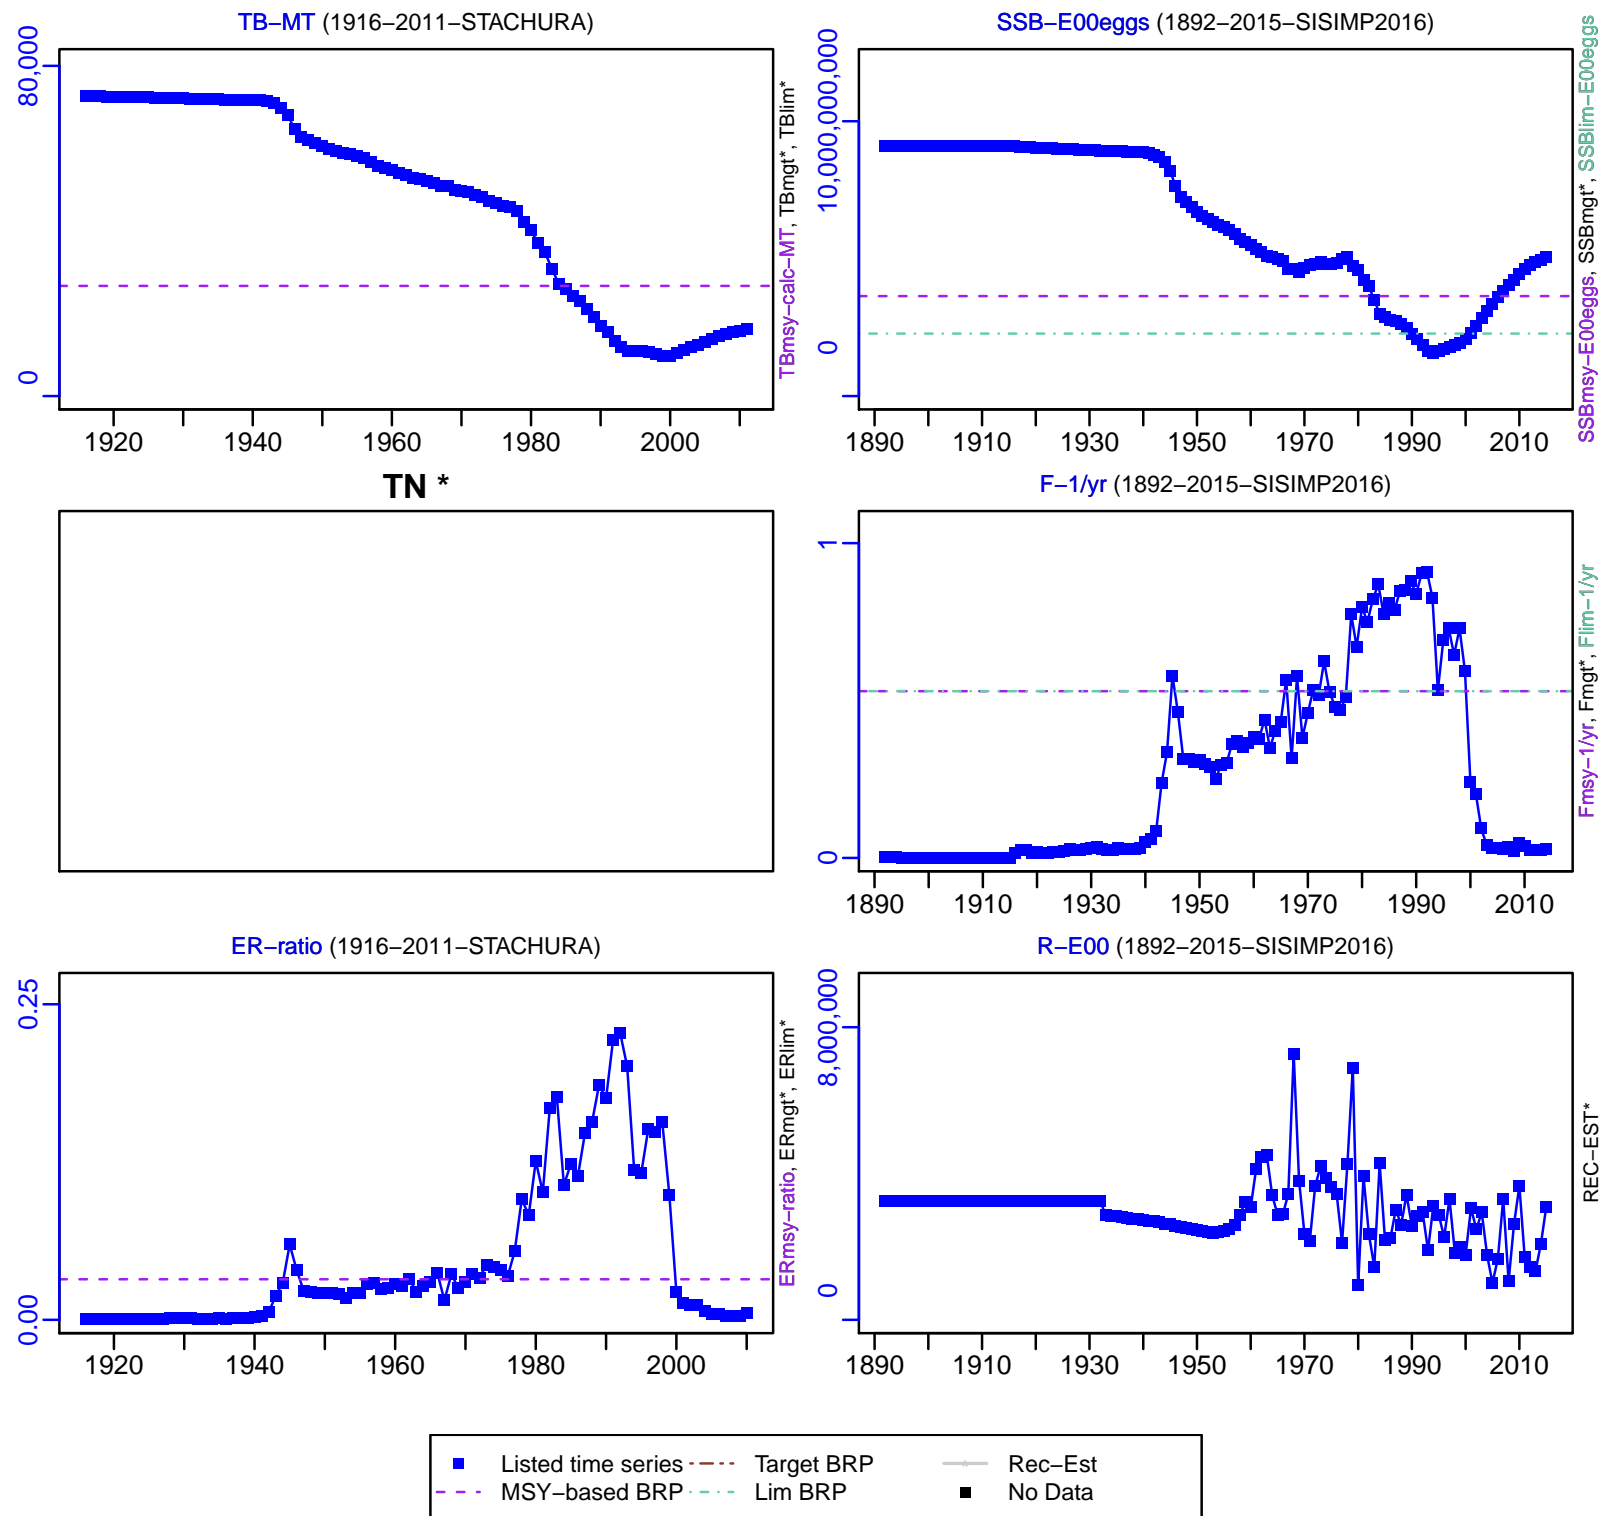 TB−MT (1916−2011−STACHURA)
80,000
0
1920 1940 1960 1980 2000
TBmsy−calc−MT, TBmgt*, TBlim*
SSB−E00eggs (1892−2015−SISIMP2016)
10,000,000
0
1890 1910 1930 1950 1970 1990 2010
SSBmsy−E00eggs, SSBmgt*, SSBlim−E00eggs
TN *
F−1/yr (1892−2015−SISIMP2016)
1
0
1890 1910 1930 1950 1970 1990 2010
Fmsy−1/yr, Fmgt*, Flim−1/yr
ER−ratio (1916−2011−STACHURA)
0.25
0.00
1920 1940 1960 1980 2000
ERmsy−ratio, ERmgt*, ERlim*
R−E00 (1892−2015−SISIMP2016)
8,000,000
0
1890 1910 1930 1950 1970 1990 2010
REC−EST*
Listed time series Target BRP Rec−Est
MSY−based BRP Lim BRP No Data